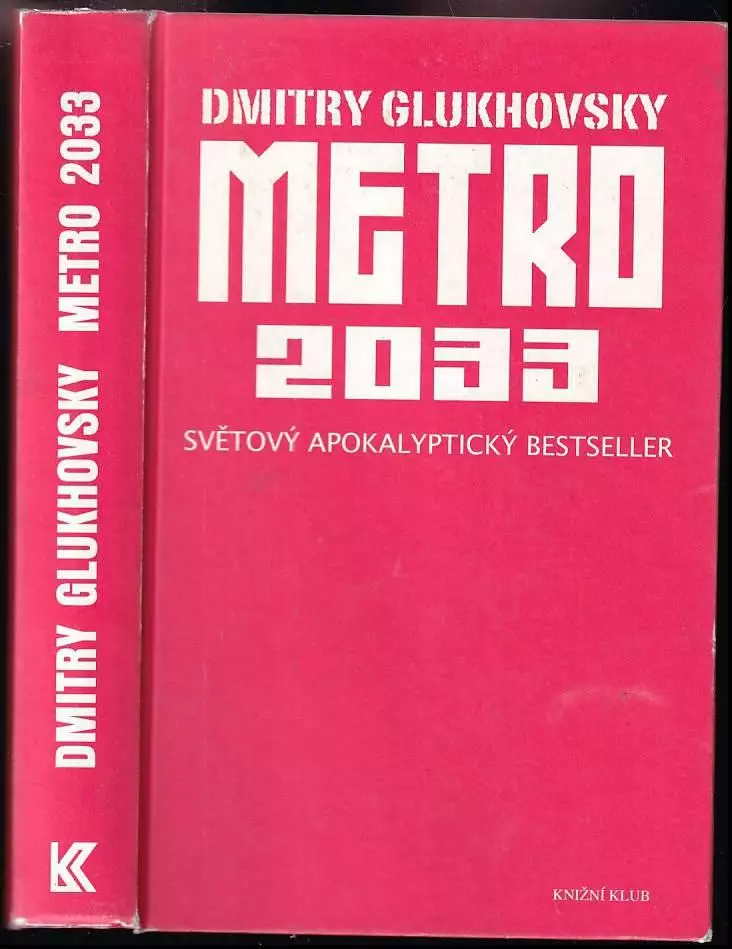 DMITRY GLUKHOVSKY METRO 2033
DMITRY GLUKHOVSKY
METRO
2033
SVĚTOVÝ APOKALYPTICKÝ BESTSELLER
KNIŽNÍ KLUB